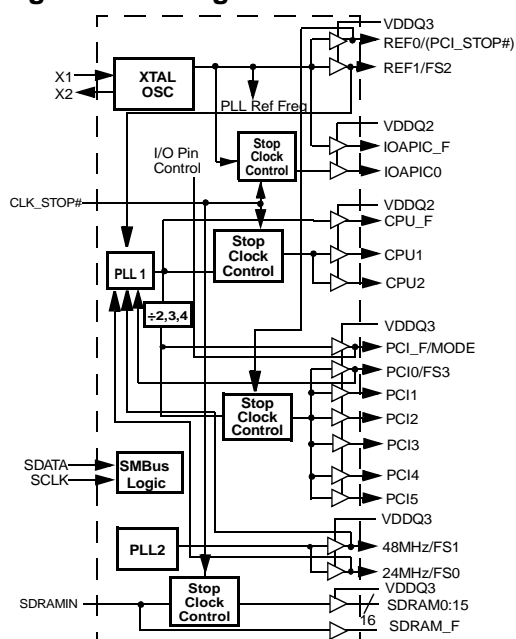 VDDQ3
REF0/(PCI_STOP#)
X1
XTAL
OSC
REF1/FS2
X2
PLL Ref Freq
VDDQ2
I/O Pin
Control
Stop
Clock
Control
IOAPIC_F
IOAPIC0
CLK_STOP#
VDDQ2
CPU_F
Stop
Clock
Control
CPU1
PLL 1
CPU2
÷2,3,4
VDDQ3
PCI_F/MODE
PCI0/FS3
Stop
Clock
Control
PCI1
PCI2
PCI3
SDATA
SCLK
SMBus
Logic
PCI4
PCI5
VDDQ3
PLL2
48MHz/FS1
24MHz/FS0
VDDQ3
SDRAMIN
Stop
Clock
Control
SDRAM0:15
16
SDRAM_F